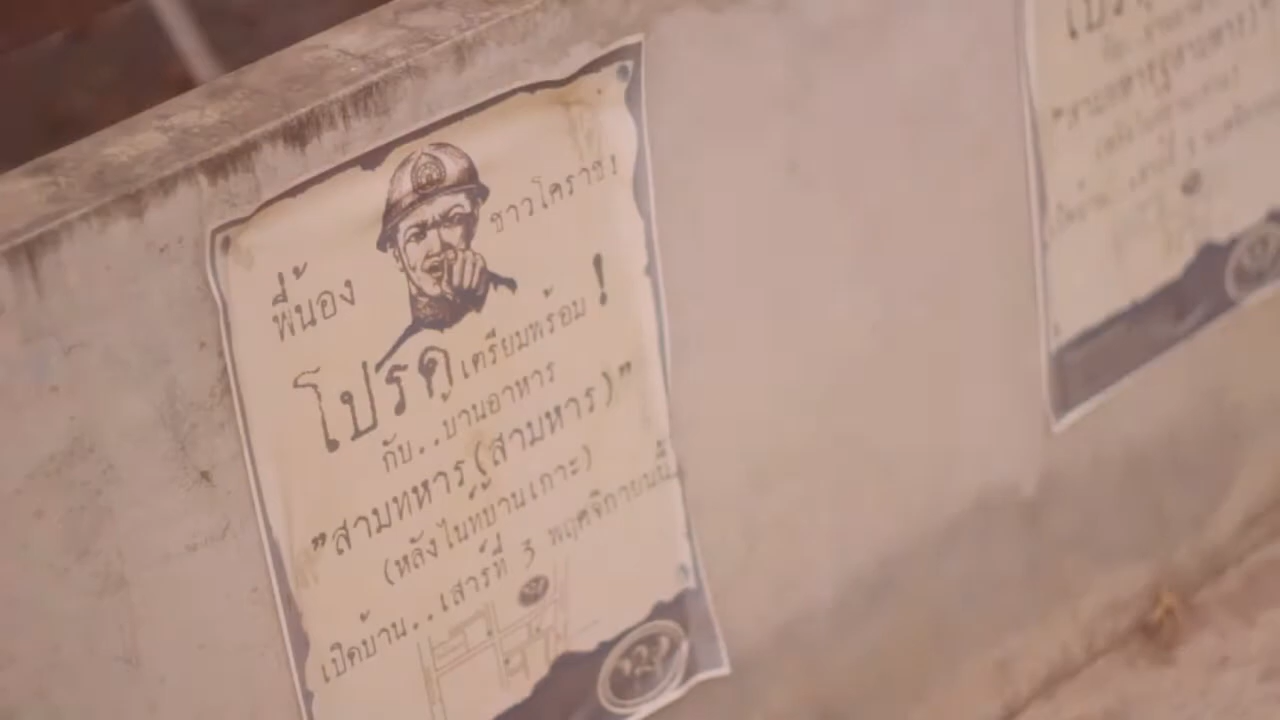 พี่น้อง ชาวโคราช!
โปรดเตรียมพร้อม!
กับ..บ้านอาหาร
"สามทหาร(สามหาร)"
(หลังไนท์บ้านเกาะ)
เปิดบ้าน..เสาร์ที่ 3 พฤศจิกายนนี้